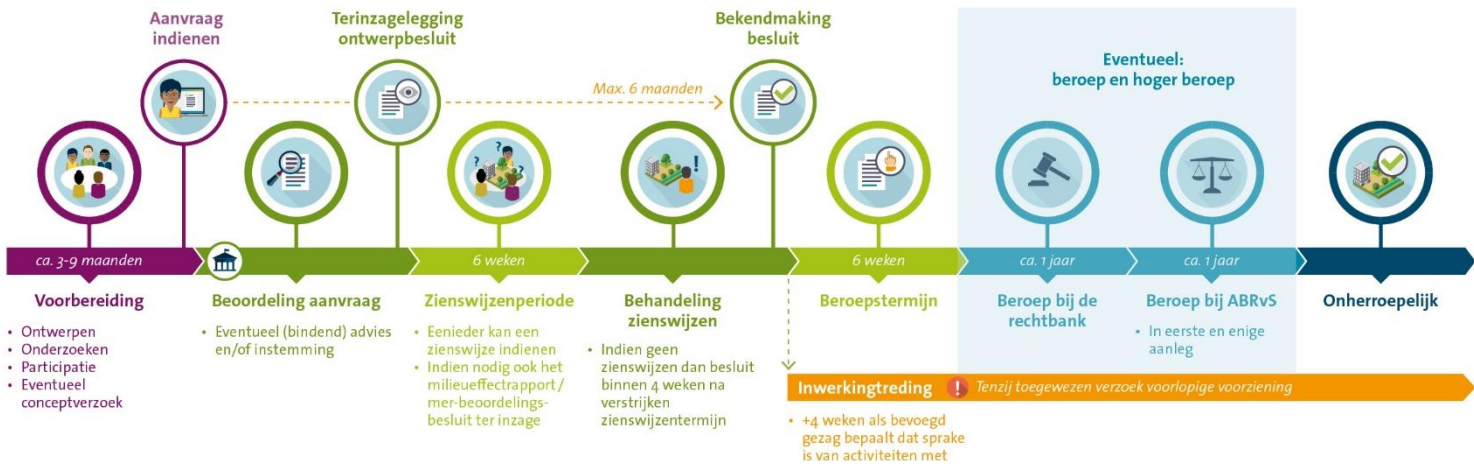 Aanvraag
indienen
Terinzagelegging
ontwerpbesluit
Bekendmaking
besluit
Eventueel:
beroep en hoger beroep
Max. 6 maanden
ca. 3-9 maanden
6 weken
6 weken
ca. 1 jaar
ca. 1 jaar
Voorbereiding
• Ontwerpen
• Onderzoeken
• Participatie
• Eventueel
conceptverzoek
Beoordeling aanvraag
• Eventueel (bindend) advies
en/of instemming
Zienswijzenperiode
• Eenieder kan een
zienswijze indienen
• Indien nodig ook het
milieueffectrapport/
mer-beoordelings-
besluit ter inzage
Behandeling
zienswijzen
• Indien geen
zienswijzen dan besluit
binnen 4 weken na
verstrijken
zienswijzentermijn
Beroepstermijn
Beroep bij de
rechtbank
Beroep bij ABRvS
• In eerste en enige
aanleg
Onherroepelijk
Inwerkingtreding ! Tenzij toegewezen verzoek voorlopige voorziening
• +4 weken als bevoegd
gezag bepaalt dat sprake
is van activiteiten met